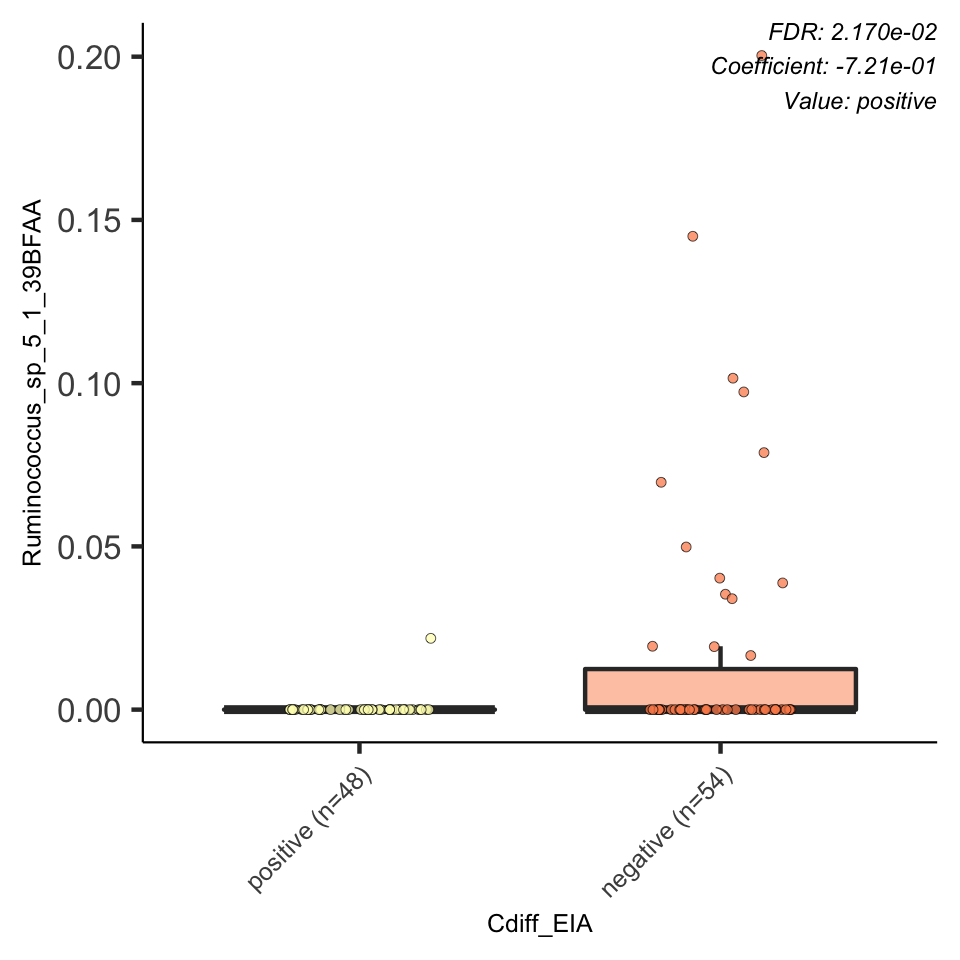 FDR: 2.170e-02
Coefficient: -7.21e-01
Value: positive
0.20
0.15
0.10
0.05
0.00
Ruminococcus_sp_5_1_39BFAA
positive (n=48)
negative (n=54)
Cdiff_EIA